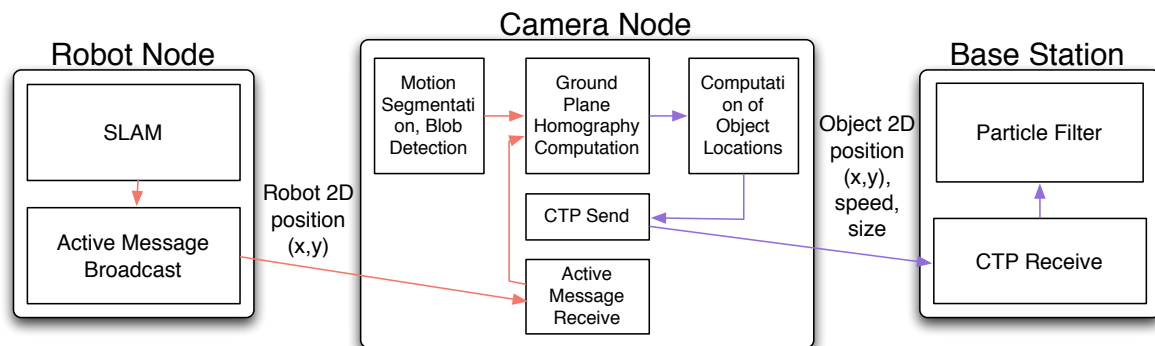 Robot Node
SLAM
Active Message
Broadcast
Robot 2D
position
(x,y)
Camera Node
Motion
Segmentati
on, Blob
Detection
Ground
Plane
Homography
Computation
Computati
on of
Object
Locations
CTP Send
Active
Message
Receive
Object 2D
position
(x,y),
speed,
size
Base Station
Particle Filter
CTP Receive